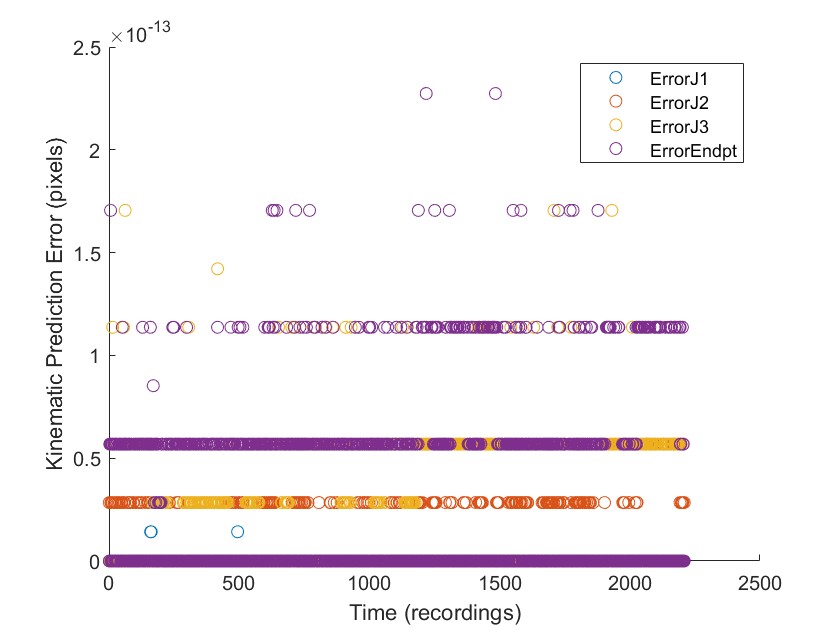 ×10-13
2.5
2
1.5
1
0.5
0
0 500 1000 1500 2000 2500
Kinematic Prediction Error (pixels)
Time (recordings)
ErrorJ1
ErrorJ2
ErrorJ3
ErrorEndpt